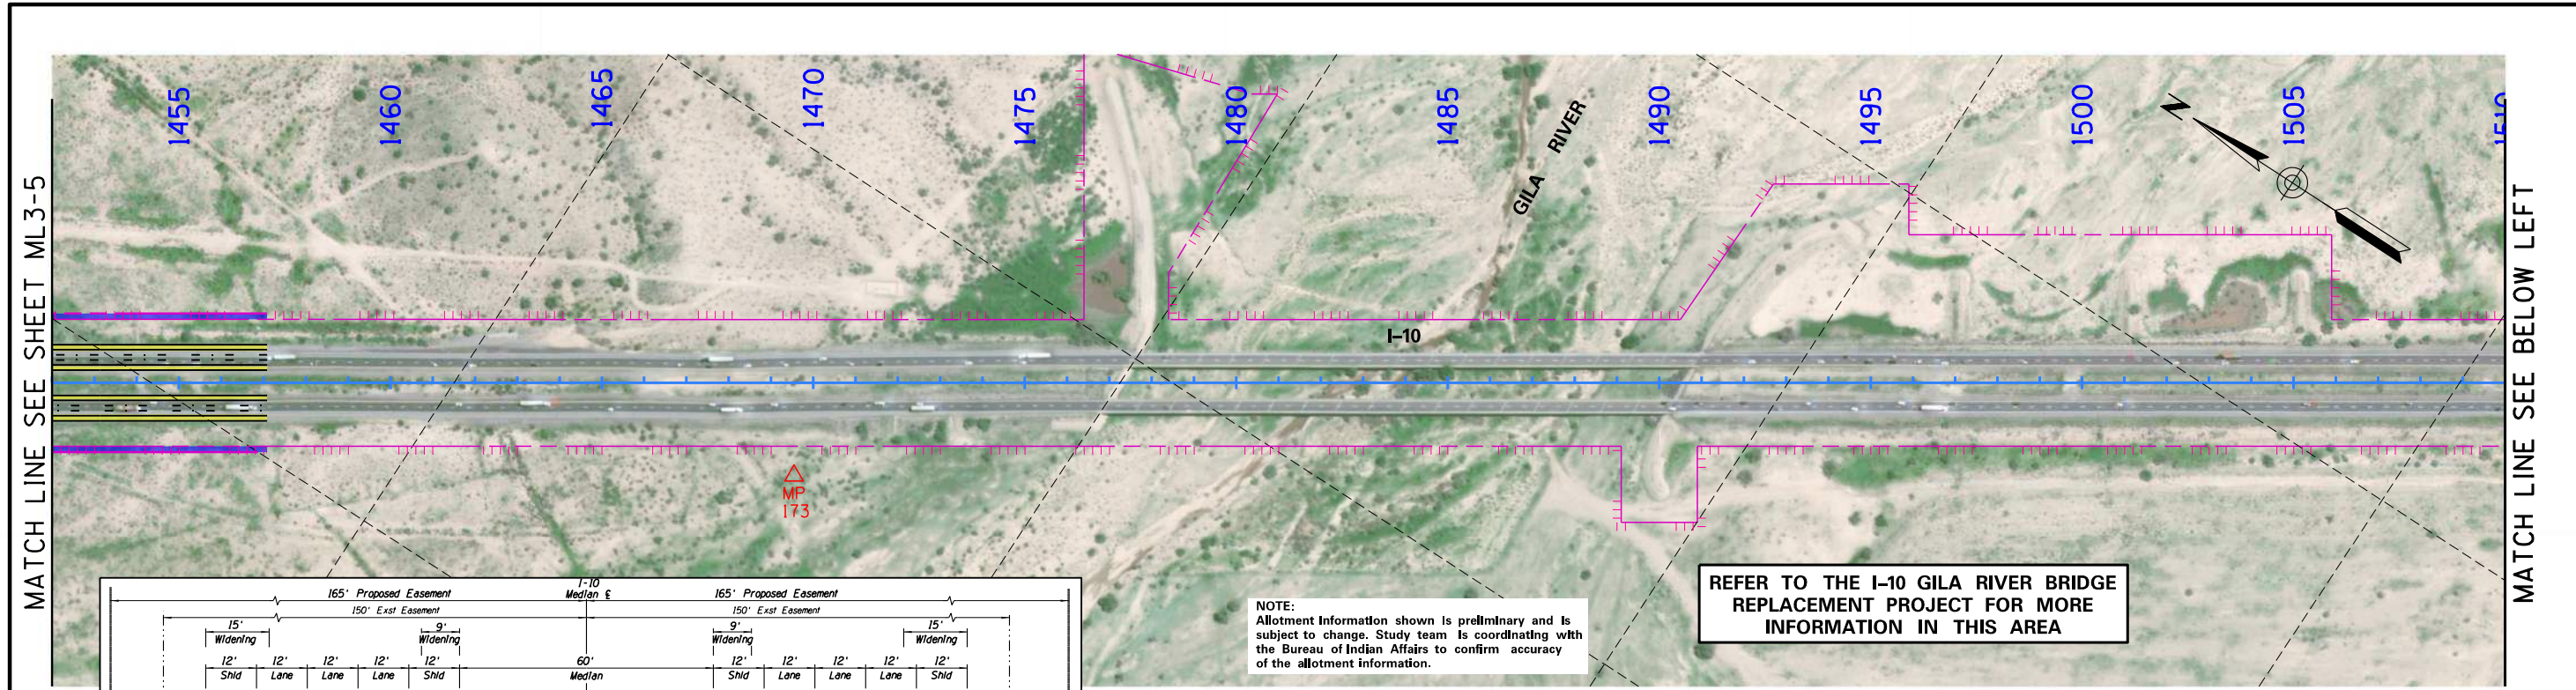 MATCH LINE SEE SHEET ML3-5
1455
1460
1465
1470
1475
1480
1485
1490
1495
1500
1505
1510
N
GILA RIVER
I-10
MP
173
MATCH LINE SEE BELOW LEFT
I-10
165' Proposed Easement Median ℄ 165' Proposed Easement
150' Exst Easement 150' Exst Easement
15' 9' 9' 15'
Widening Widening Widening Widening
12' 12' 12' 12' 12' 60' 12' 12' 12' 12' 12'
Shld Lane Lane Lane Shld Median Shld Lane Lane Lane Shld
NOTE:
Allotment information shown is preliminary and is
subject to change. Study team is coordinating with
the Bureau of Indian Affairs to confirm accuracy
of the allotment information.
REFER TO THE I-10 GILA RIVER BRIDGE
REPLACEMENT PROJECT FOR MORE
INFORMATION IN THIS AREA